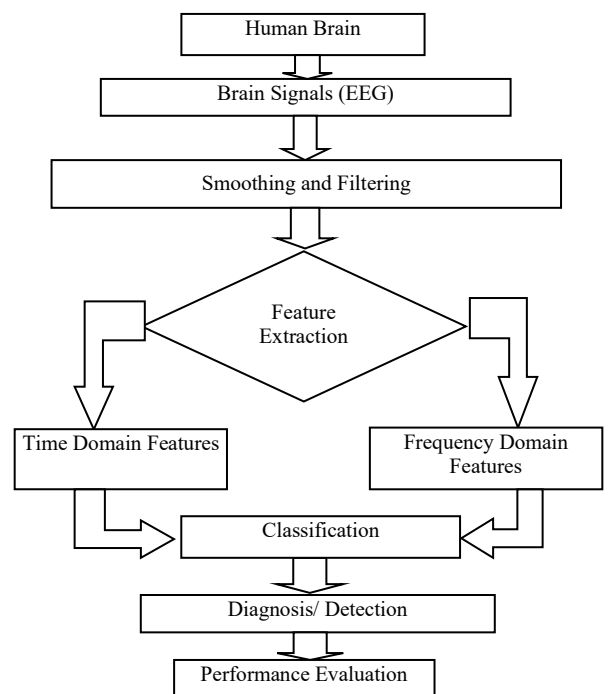 Human Brain
Brain Signals (EEG)
Smoothing and Filtering
Feature
Extraction
Time Domain Features
Frequency Domain
Features
Classification
Diagnosis/ Detection
Performance Evaluation